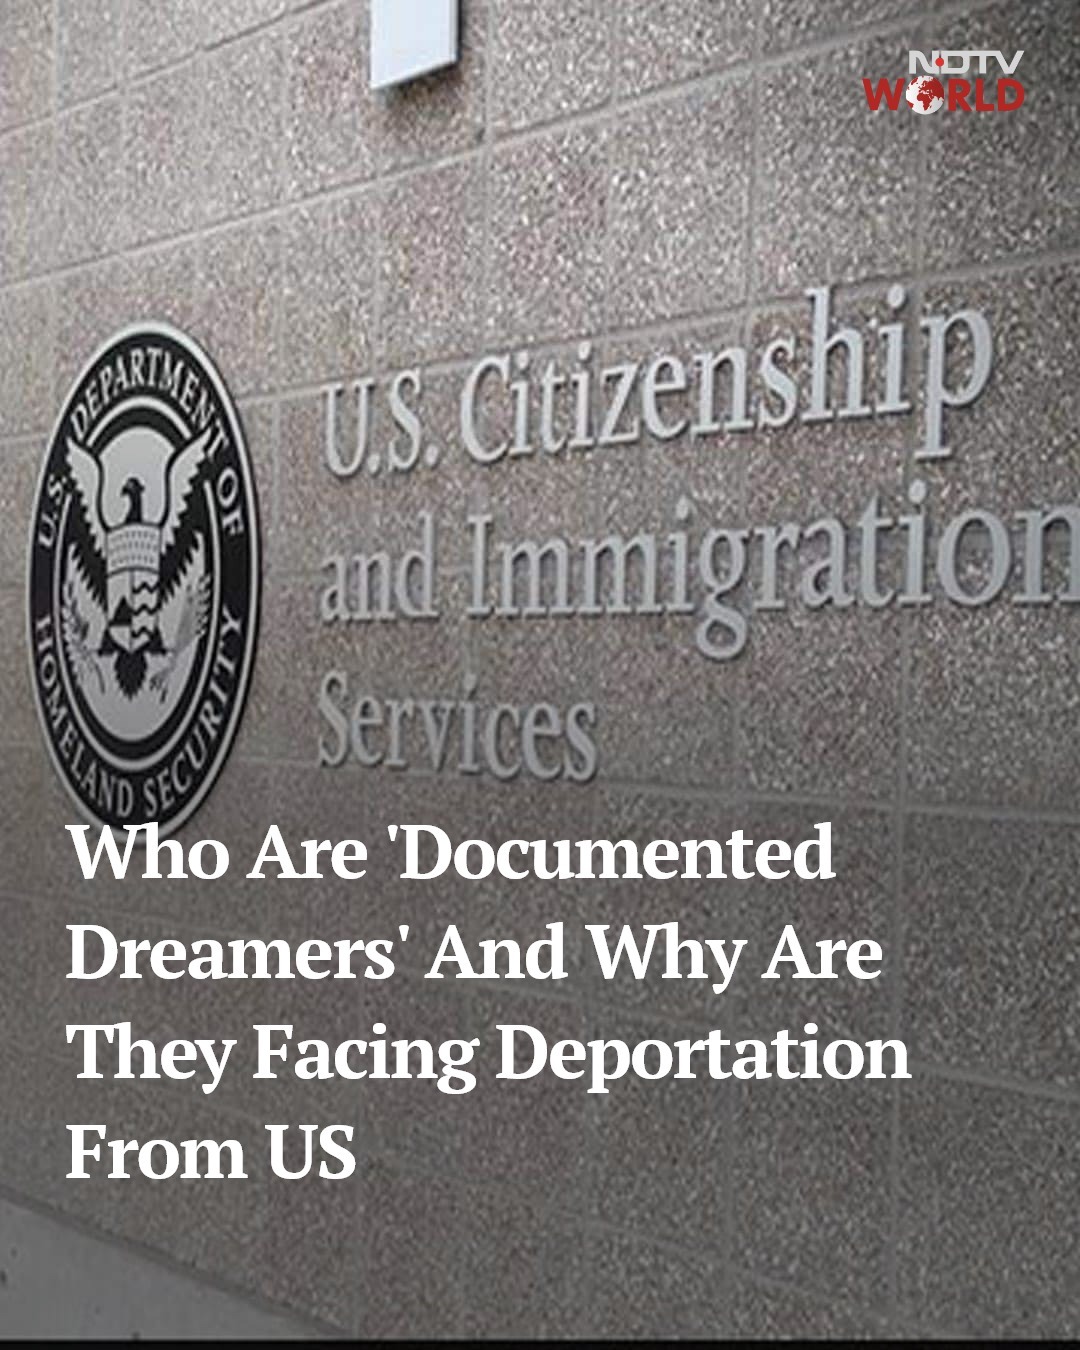 NDTV
WORLD
U.S. DEPARTMENT OF
HOMELAND SECURITY
U.S. Citizenship
and Immigration
Services
Who Are 'Documented
Dreamers' And Why Are
They Facing Deportation
From US